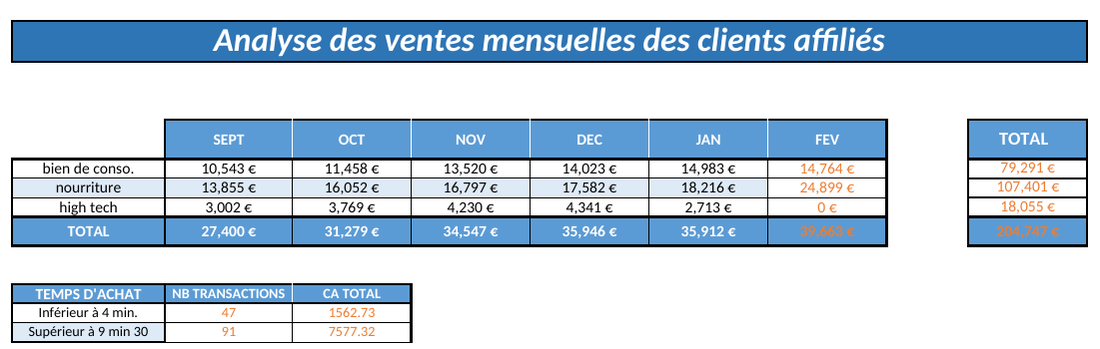 Analyse des ventes mensuelles des clients affiliés
SEPT OCT NOV DEC JAN FEV TOTAL
bien de conso. 10,543 € 11,458 € 13,520 € 14,023 € 14,983 € 14,764 € 79,291 €
nourriture 13,855 € 16,052 € 16,797 € 17,582 € 18,216 € 24,899 € 107,401 €
high tech 3,002 € 3,769 € 4,230 € 4,341 € 2,713 € 0 € 18,055 €
TOTAL 27,400 € 31,279 € 34,547 € 35,946 € 35,912 € 39,663 € 204,747 €
TEMPS D'ACHAT NB TRANSACTIONS CA TOTAL
Inférieur à 4 min. 47 1562.73
Supérieur à 9 min 30 91 7577.32